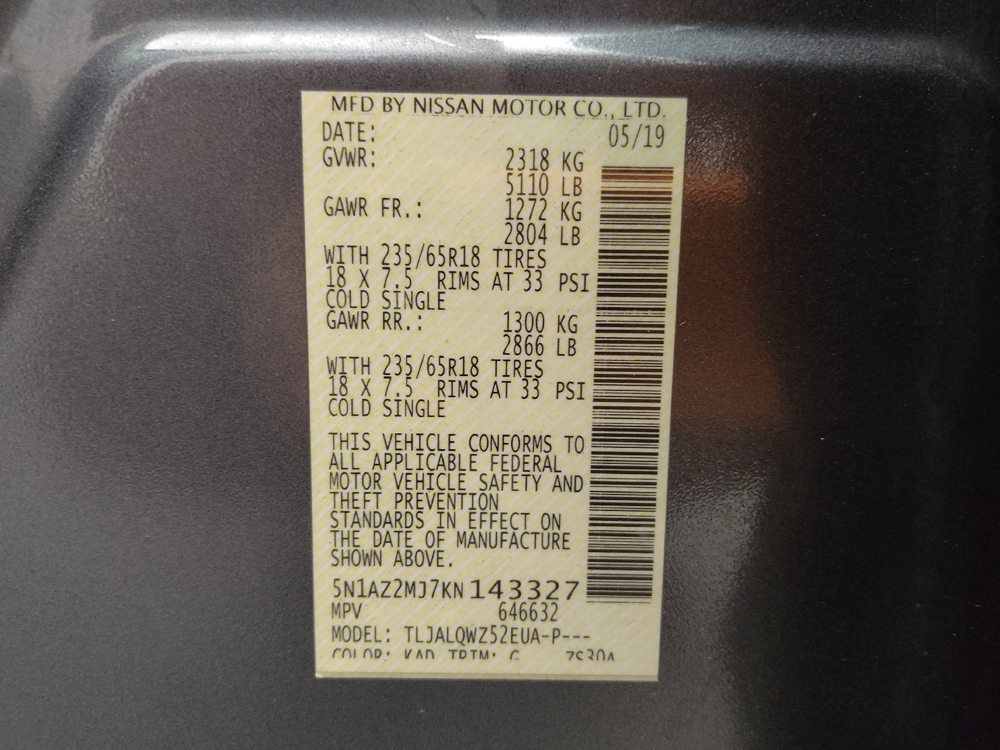 MFD BY NISSAN MOTOR CO., LTD.
DATE: 05/19
GVWR: 2318 KG
5110 LB
GAWR FR.: 1272 KG
2804 LB
WITH 235/65R18 TIRES
18 X 7.5 RIMS AT 33 PSI
COLD SINGLE
GAWR RR.: 1300 KG
2866 LB
WITH 235/65R18 TIRES
18 X 7.5 RIMS AT 33 PSI
COLD SINGLE
THIS VEHICLE CONFORMS TO
ALL APPLICABLE FEDERAL
MOTOR VEHICLE SAFETY AND
THEFT PREVENTION
STANDARDS IN EFFECT ON
THE DATE OF MANUFACTURE
SHOWN ABOVE.
5N1AZ2MJ7KN143327
MPV 646632
MODEL: TLJALQWZ52EUA-P---
COLOR: KAD TRIM: G ZS30A